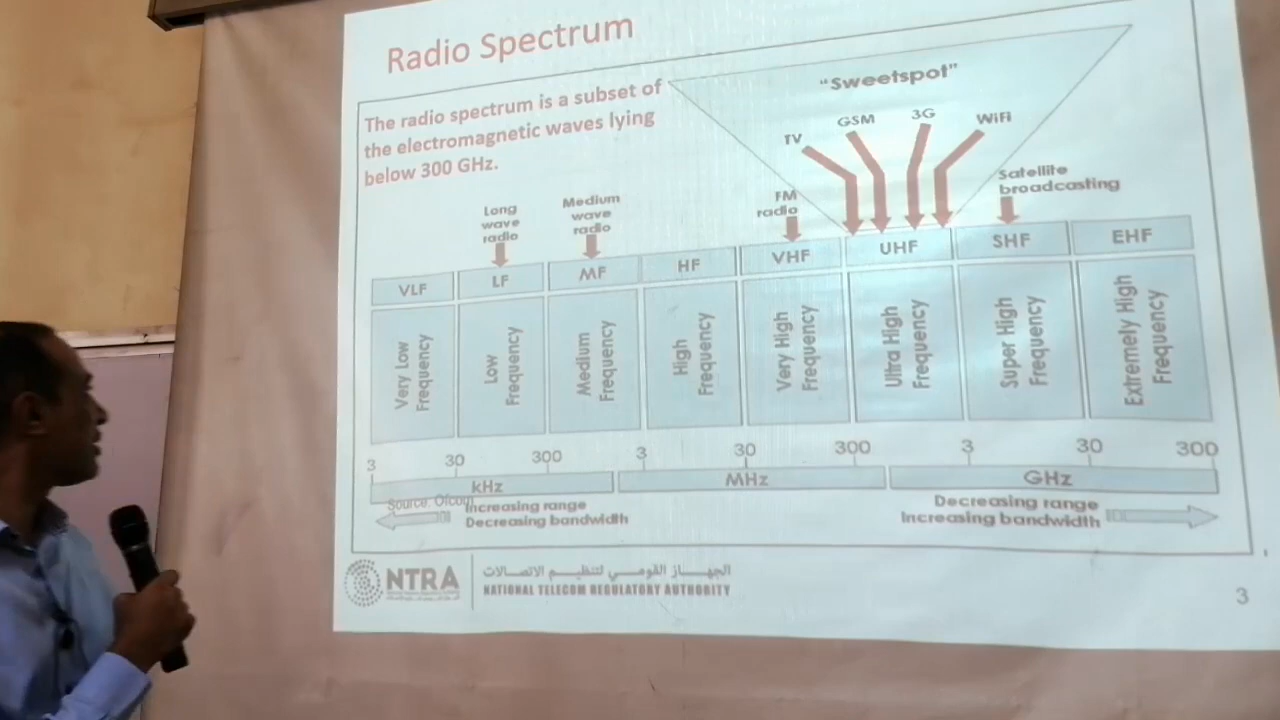 Radio Spectrum
The radio spectrum is a subset of
the electromagnetic waves lying
below 300 GHz.
"Sweetspot"
TV
GSM
3G
WiFi
Long
wave
radio
Medium
wave
radio
FM
radio
Satellite
broadcasting
VLF
LF
MF
HF
VHF
UHF
SHF
EHF
Very Low
Frequency
Low
Frequency
Medium
Frequency
High
Frequency
Very High
Frequency
Ultra High
Frequency
Super High
Frequency
Extremely High
Frequency
3
30
300
3
30
300
3
30
300
kHz
MHz
GHz
Source: Ofcom
Increasing range
Decreasing bandwidth
Decreasing range
Increasing bandwidth
NTRA
الجهاز القومي لتنظيم الاتصالات
NATIONAL TELECOM REGULATORY AUTHORITY
3